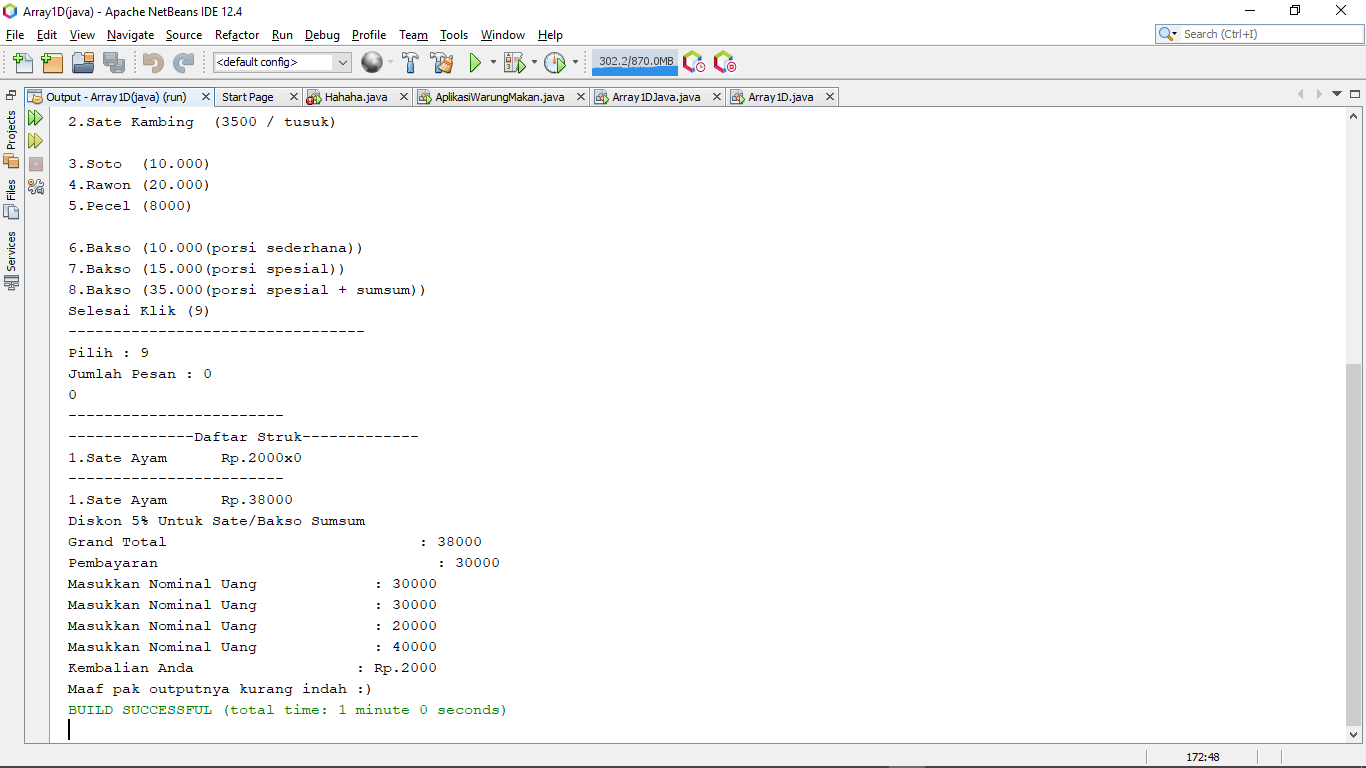 Array1D(java) - Apache NetBeans IDE 12.4
File Edit View Navigate Source Refactor Run Debug Profile Team Tools Window Help
Search (Ctrl+I)
<default config>
302.2/870.0MB
Output - Array1D(java) (run) Start Page Hahaha.java AplikasiWarungMakan.java Array1DJava.java Array1D.java
Projects
Files
Services
2.Sate Kambing (3500 / tusuk)
3.Soto (10.000)
4.Rawon (20.000)
5.Pecel (8000)
6.Bakso (10.000(porsi sederhana))
7.Bakso (15.000(porsi spesial))
8.Bakso (35.000(porsi spesial + sumsum))
Selesai Klik (9)
---------------------------------
Pilih : 9
Jumlah Pesan : 0
0
------------------------
--------------Daftar Struk-------------
1.Sate Ayam Rp.2000x0
------------------------
1.Sate Ayam Rp.38000
Diskon 5% Untuk Sate/Bakso Sumsum
Grand Total : 38000
Pembayaran : 30000
Masukkan Nominal Uang : 30000
Masukkan Nominal Uang : 30000
Masukkan Nominal Uang : 20000
Masukkan Nominal Uang : 40000
Kembalian Anda : Rp.2000
Maaf pak outputnya kurang indah :)
BUILD SUCCESSFUL (total time: 1 minute 0 seconds)
172:48